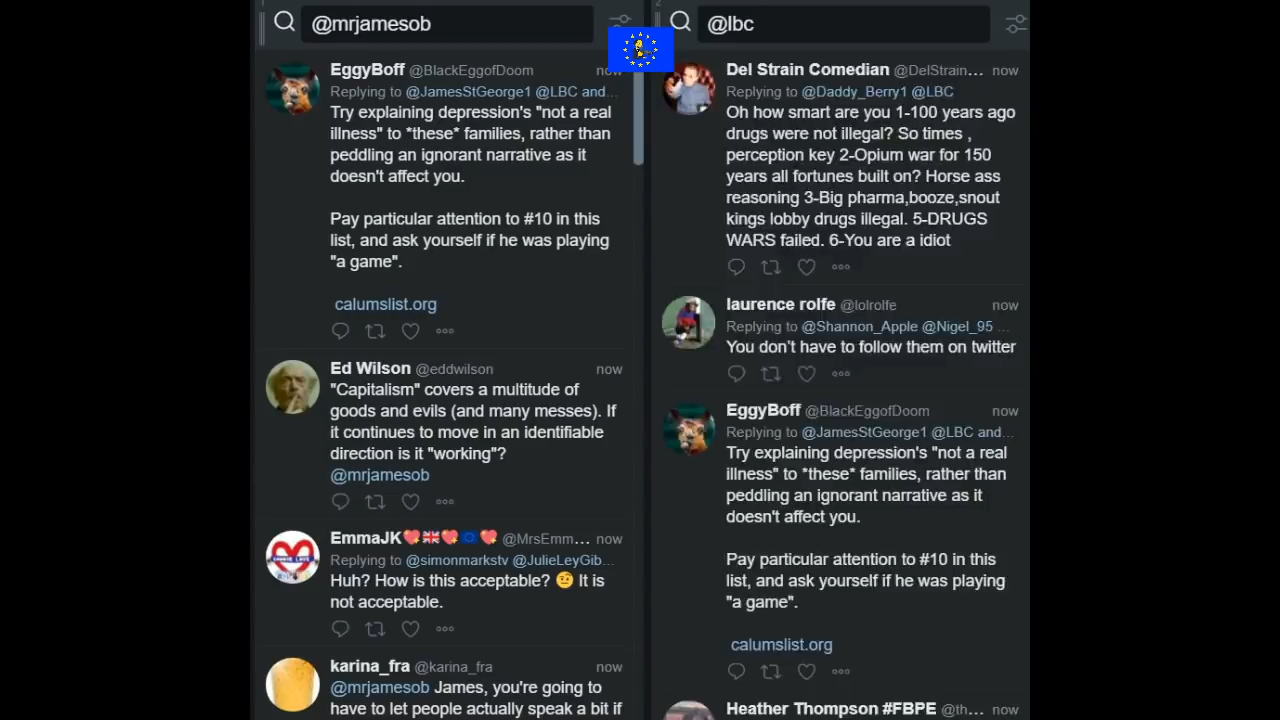 @mrjamesob
EggyBoff @BlackEggofDoom now
Replying to @JamesStGeorge1 @LBC and...
Try explaining depression's "not a real
illness" to *these* families, rather than
peddling an ignorant narrative as it
doesn't affect you.
Pay particular attention to #10 in this
list, and ask yourself if he was playing
"a game".
calumslist.org
Ed Wilson @eddwilson now
"Capitalism" covers a multitude of
goods and evils (and many messes). If
it continues to move in an identifiable
direction is it "working"?
@mrjamesob
EmmaJK💖🇬🇧💖🇪🇺💖 @MrsEmm... now
Replying to @simonmarkstv @JulieLeyGib...
Huh? How is this acceptable? 🤨 It is
not acceptable.
karina_fra @karina_fra now
@mrjamesob James, you're going to
have to let people actually speak a bit if
@lbc
Del Strain Comedian @DelStrain... now
Replying to @Daddy_Berry1 @LBC
Oh how smart are you 1-100 years ago
drugs were not illegal? So times ,
perception key 2-Opium war for 150
years all fortunes built on? Horse ass
reasoning 3-Big pharma,booze,snout
kings lobby drugs illegal. 5-DRUGS
WARS failed. 6-You are a idiot
laurence rolfe @lolrolfe now
Replying to @Shannon_Apple @Nigel_95 ...
You don't have to follow them on twitter
EggyBoff @BlackEggofDoom now
Replying to @JamesStGeorge1 @LBC and...
Try explaining depression's "not a real
illness" to *these* families, rather than
peddling an ignorant narrative as it
doesn't affect you.
Pay particular attention to #10 in this
list, and ask yourself if he was playing
"a game".
calumslist.org
Heather Thompson #FBPE @th... now